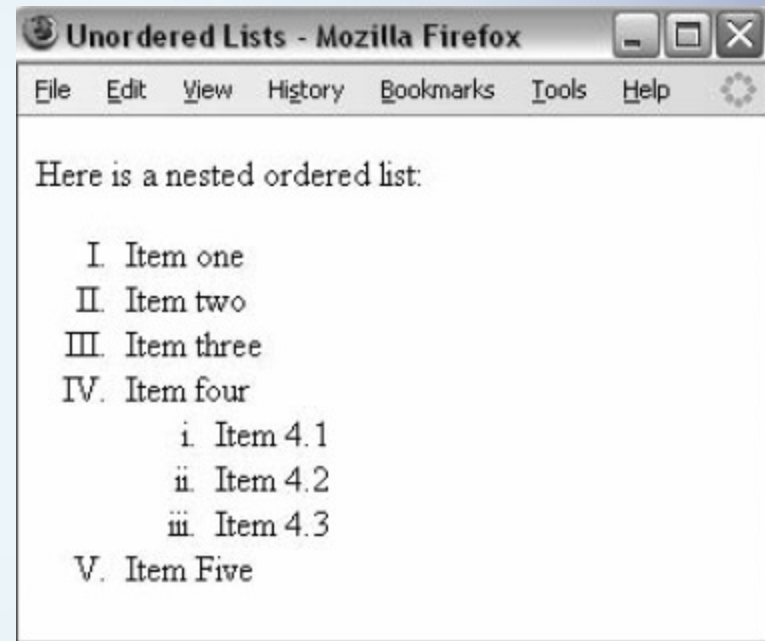 Unordered Lists - Mozilla Firefox
File Edit View History Bookmarks Tools Help
Here is a nested ordered list:
I. Item one
II. Item two
III. Item three
IV. Item four
i. Item 4.1
ii. Item 4.2
iii. Item 4.3
V. Item Five